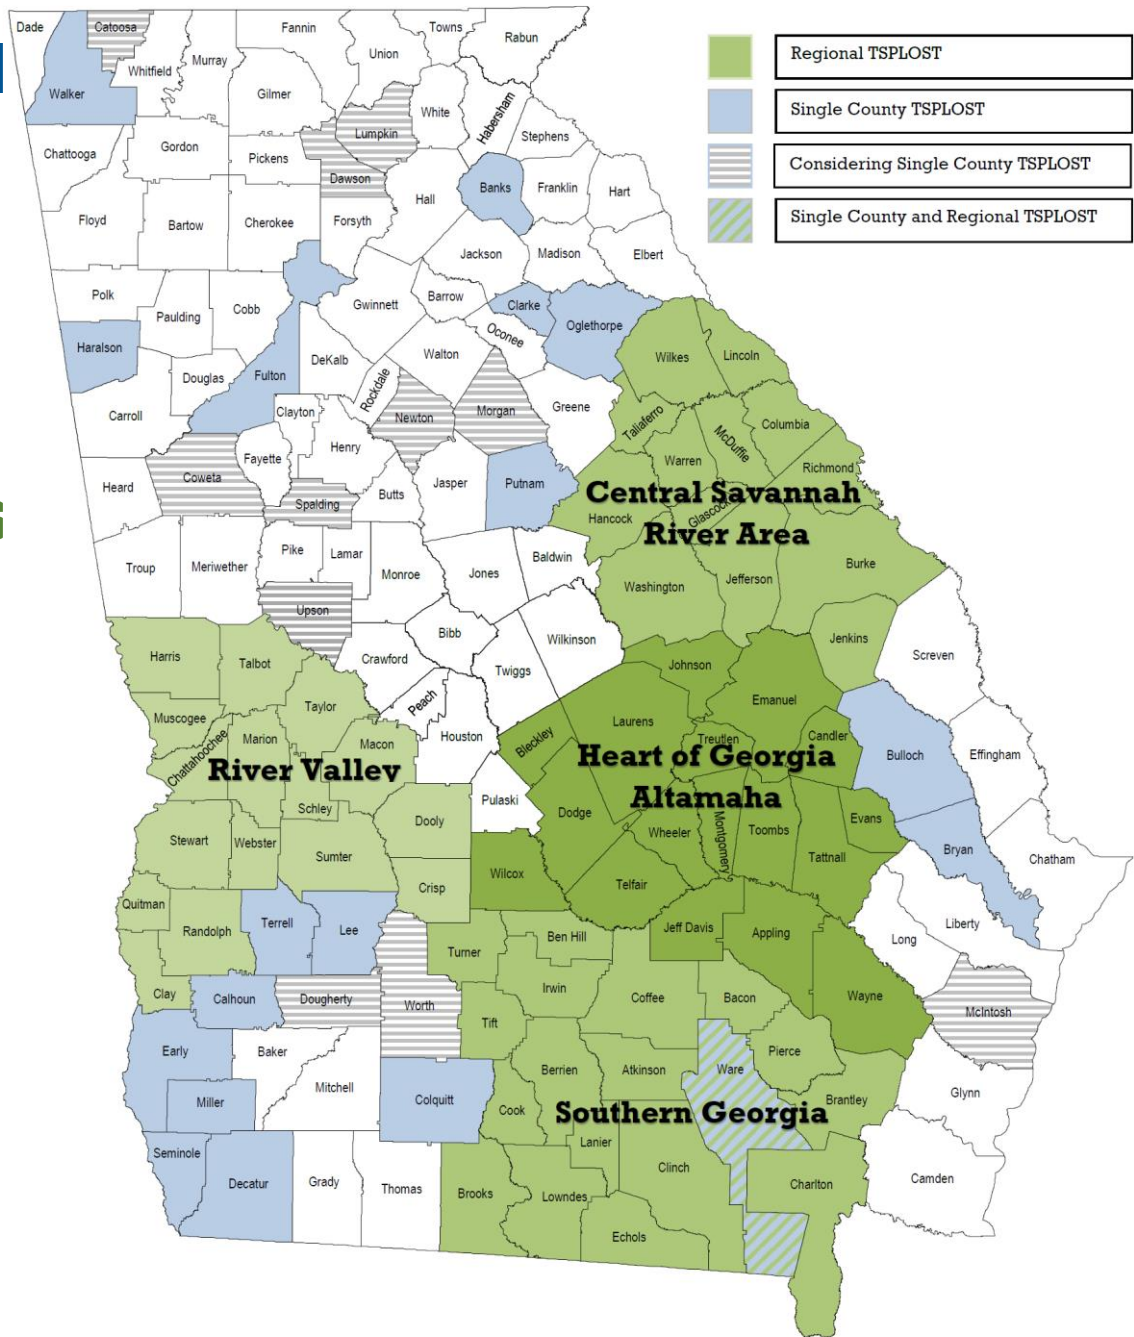 Dade
Catoosa
Fannin
Towns
Rabun
Union
Murray
Whitfield
Walker
Gilmer
White
Habersham
Lumpkin
Stephens
Chattooga
Gordon
Pickens
Dawson
Banks
Franklin
Hart
Hall
Floyd
Bartow
Cherokee
Forsyth
Jackson
Madison
Elbert
Polk
Paulding
Cobb
Gwinnett
Barrow
Clarke
Oglethorpe
Oconee
Haralson
Douglas
Fulton
DeKalb
Walton
Wilkes
Lincoln
Rockdale
Carroll
Clayton
Newton
Morgan
Greene
Taliaferro
McDuffie
Columbia
Henry
Fayette
Warren
Richmond
Heard
Coweta
Spalding
Butts
Jasper
Putnam
Hancock
Glascock
Central Savannah
River Area
Troup
Meriwether
Pike
Lamar
Monroe
Jones
Baldwin
Washington
Jefferson
Burke
Upson
Bibb
Wilkinson
Jenkins
Screven
Harris
Talbot
Crawford
Twiggs
Johnson
Emanuel
Muscogee
Taylor
Peach
Houston
Bleckley
Laurens
Treutlen
Candler
Bulloch
Effingham
Chattahoochee
Marion
Macon
River Valley
Heart of Georgia
Altamaha
Schley
Dooly
Pulaski
Dodge
Wheeler
Montgomery
Toombs
Evans
Tattnall
Bryan
Chatham
Stewart
Webster
Sumter
Crisp
Wilcox
Telfair
Quitman
Randolph
Terrell
Lee
Turner
Ben Hill
Jeff Davis
Appling
Long
Liberty
Clay
Calhoun
Dougherty
Worth
Irwin
Coffee
Bacon
Wayne
McIntosh
Tift
Early
Baker
Mitchell
Berrien
Atkinson
Ware
Pierce
Brantley
Glynn
Miller
Colquitt
Cook
Southern Georgia
Lanier
Clinch
Seminole
Decatur
Grady
Thomas
Brooks
Lowndes
Echols
Charlton
Camden
Regional TSPLOST
Single County TSPLOST
Considering Single County TSPLOST
Single County and Regional TSPLOST